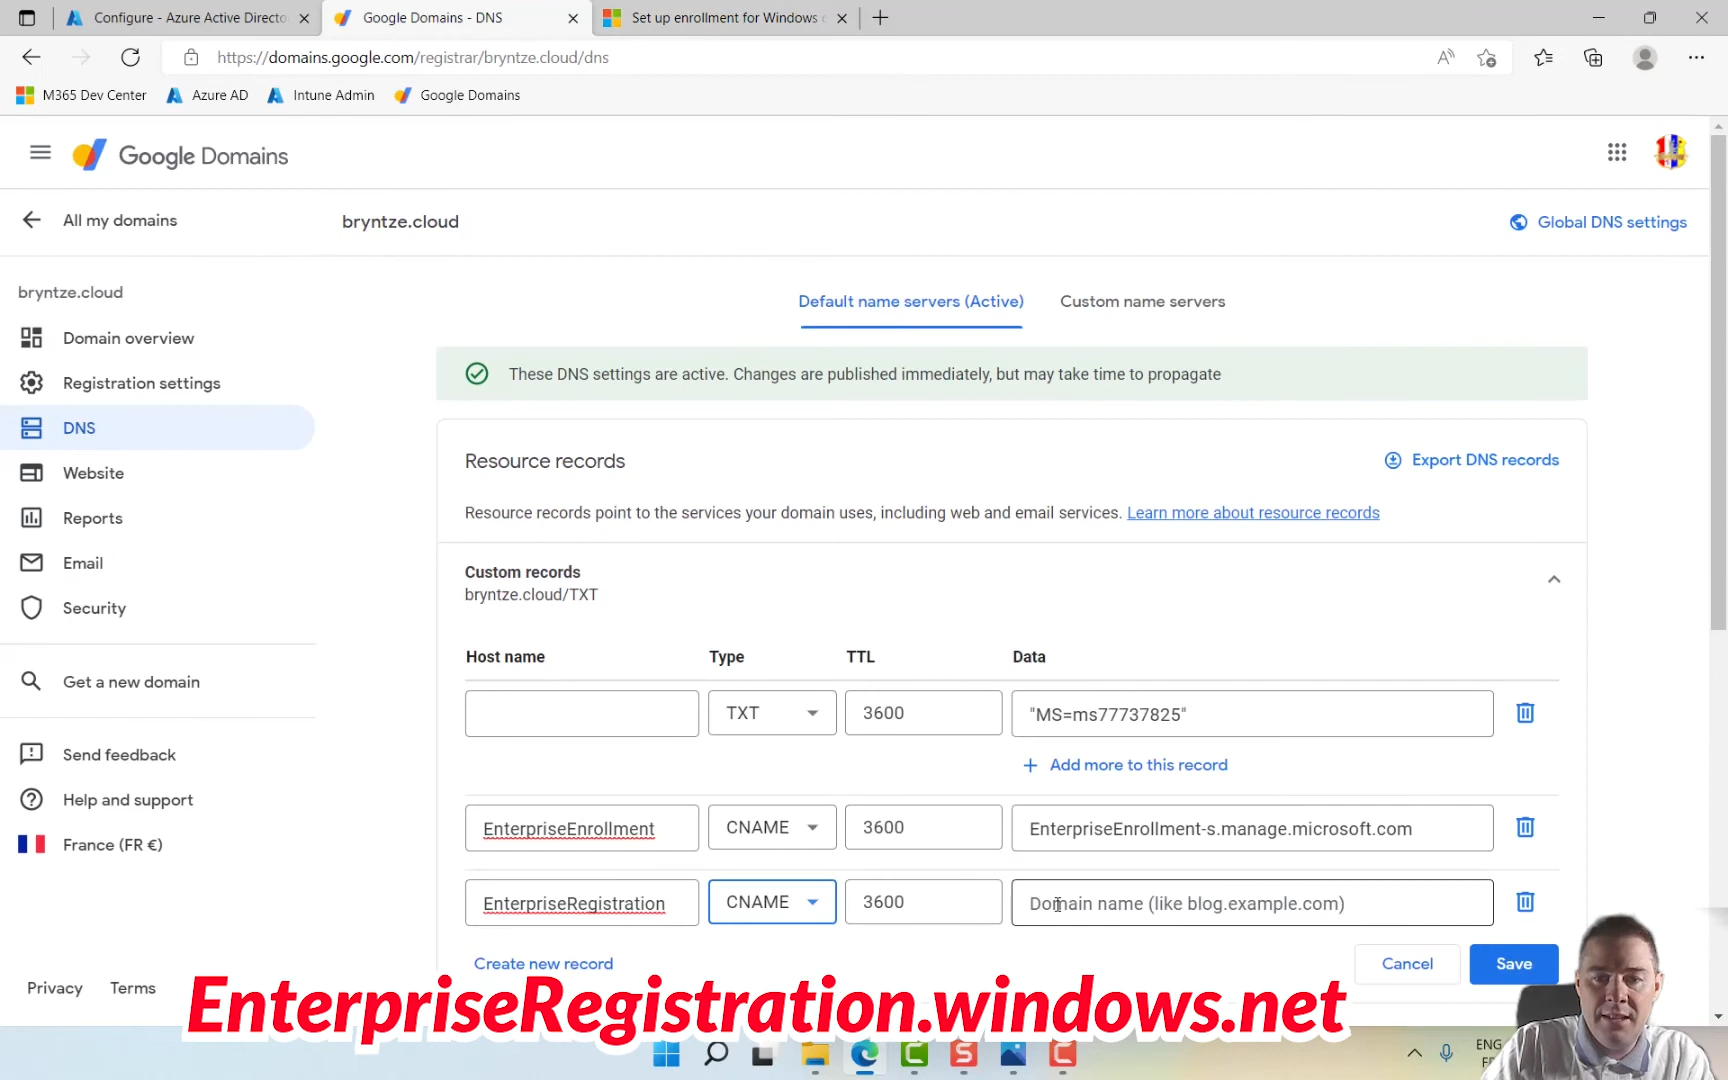 Configure - Azure Active Directo
Google Domains - DNS
Set up enrollment for Windows
https://domains.google.com/registrar/bryntze.cloud/dns
M365 Dev Center
Azure AD
Intune Admin
Google Domains
Google Domains
All my domains
bryntze.cloud
Global DNS settings
bryntze.cloud
Domain overview
Registration settings
DNS
Website
Reports
Email
Security
Get a new domain
Send feedback
Help and support
France (FR €)
Privacy
Terms
Default name servers (Active)
Custom name servers
These DNS settings are active. Changes are published immediately, but may take time to propagate
Resource records
Export DNS records
Resource records point to the services your domain uses, including web and email services. Learn more about resource records
Custom records
bryntze.cloud/TXT
Host name Type TTL Data
TXT 3600 "MS=ms77737825"
+ Add more to this record
EnterpriseEnrollment CNAME 3600 EnterpriseEnrollment-s.manage.microsoft.com
EnterpriseRegistration CNAME 3600 Domain name (like blog.example.com)
Create new record
Cancel
Save
EnterpriseRegistration.windows.net
ENG